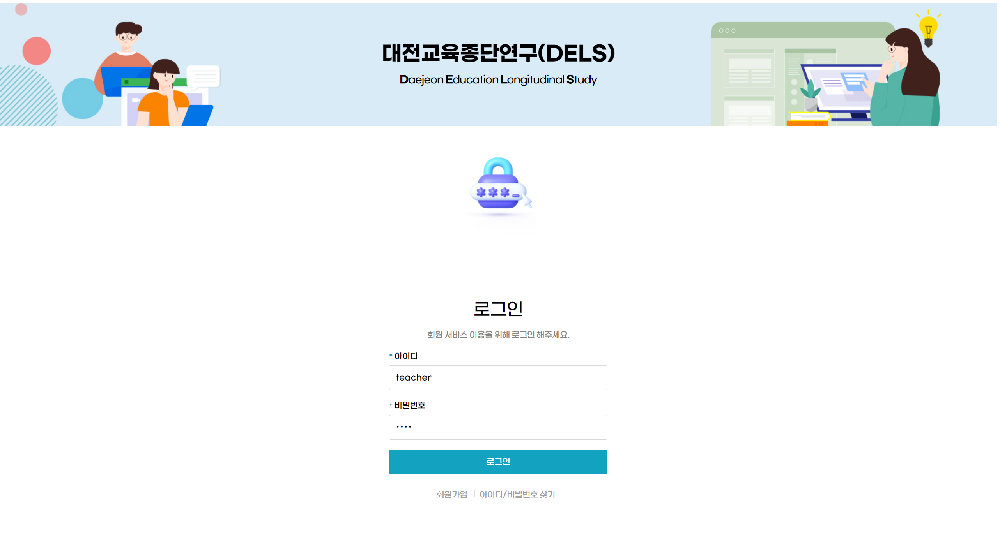 대전교육종단연구(DELS)
Daejeon Education Longitudinal Study
***_
로그인
회원 서비스 이용을 위해 로그인 해주세요.
* 아이디
teacher
* 비밀번호
····
로그인
회원가입 | 아이디/비빌번호 찾기